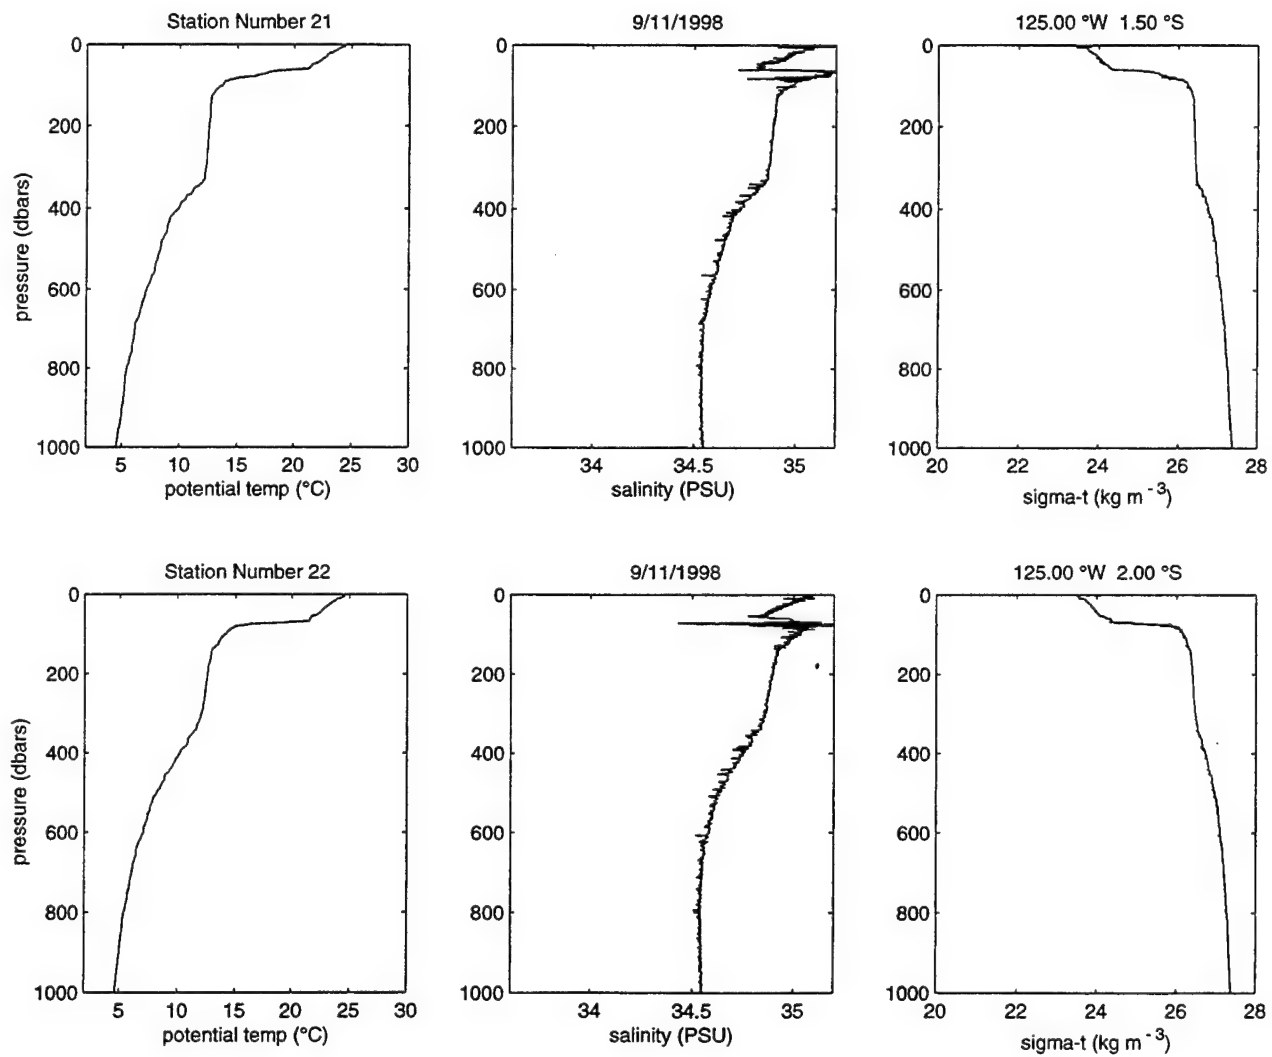 Station Number 21
9/11/1998
125.00 °W 1.50 °S
0
200
400
600
800
1000
pressure (dbars)
5 10 15 20 25 30
potential temp (°C)
0
200
400
600
800
1000
34 34.5 35
salinity (PSU)
0
200
400
600
800
1000
20 22 24 26 28
sigma-t (kg m⁻³)
Station Number 22
9/11/1998
125.00 °W 2.00 °S
0
200
400
600
800
1000
pressure (dbars)
5 10 15 20 25 30
potential temp (°C)
0
200
400
600
800
1000
34 34.5 35
salinity (PSU)
0
200
400
600
800
1000
20 22 24 26 28
sigma-t (kg m⁻³)